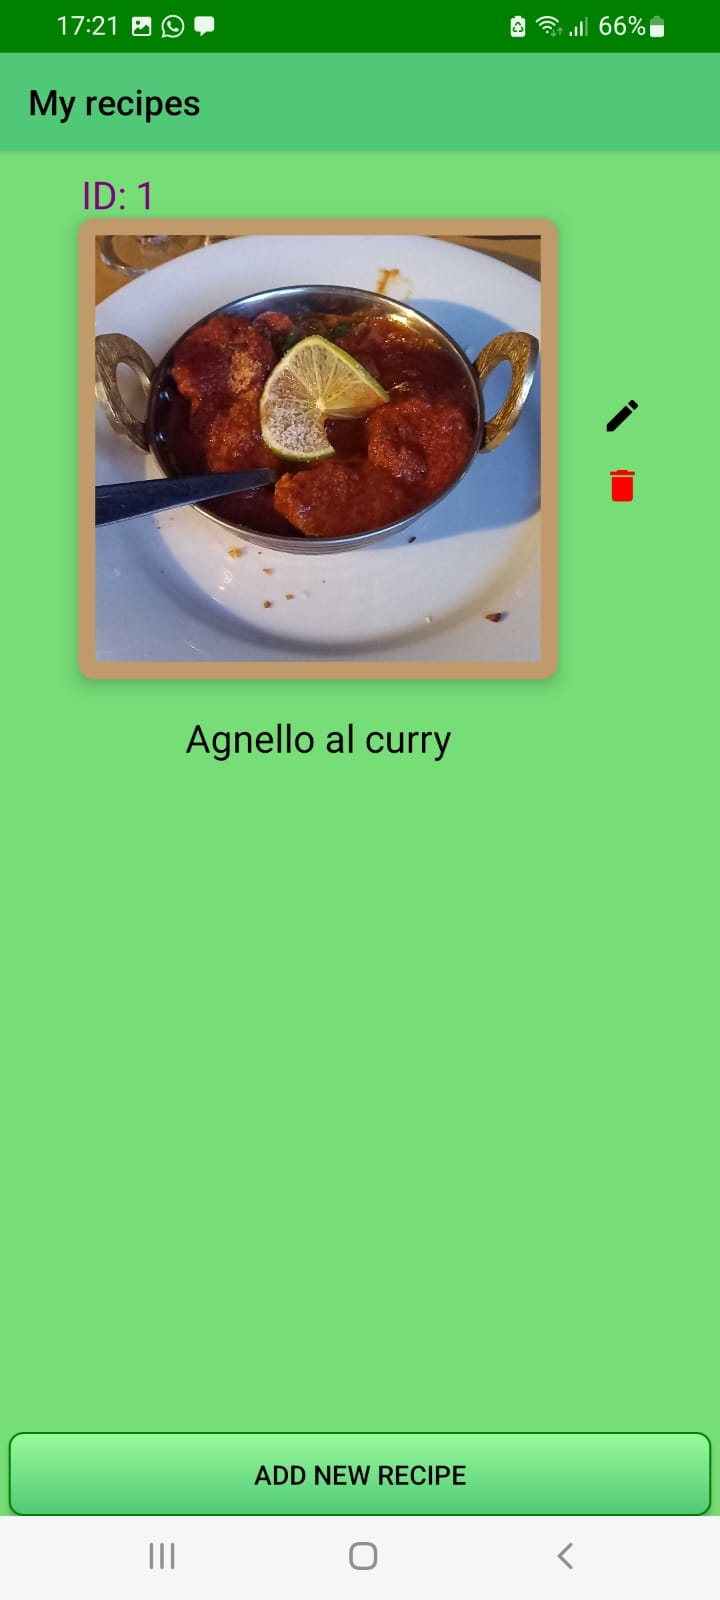 17:21 66%
My recipes
ID: 1
Agnello al curry
ADD NEW RECIPE